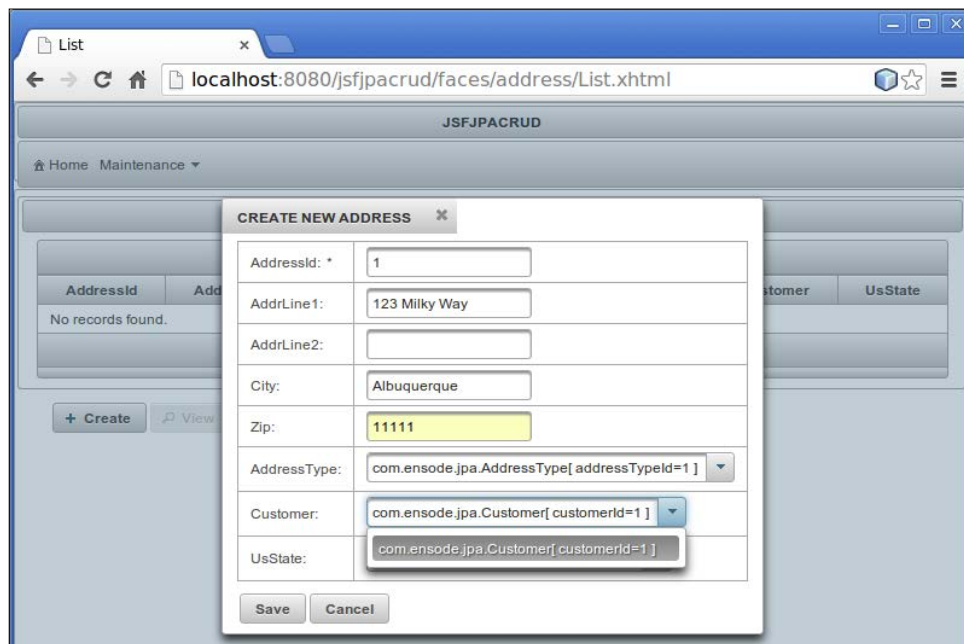 List
localhost:8080/jsfjpacrud/faces/address/List.xhtml
JSFJPACRUD
Home Maintenance
CREATE NEW ADDRESS
AddressId Add stomer UsState
No records found.
AddressId: * 1
AddrLine1: 123 Milky Way
AddrLine2:
City: Albuquerque
Zip: 11111
AddressType: com.ensode.jpa.AddressType[ addressTypeId=1 ]
Customer: com.ensode.jpa.Customer[ customerId=1 ]
com.ensode.jpa.Customer[ customerId=1 ]
UsState:
+ Create View
Save Cancel